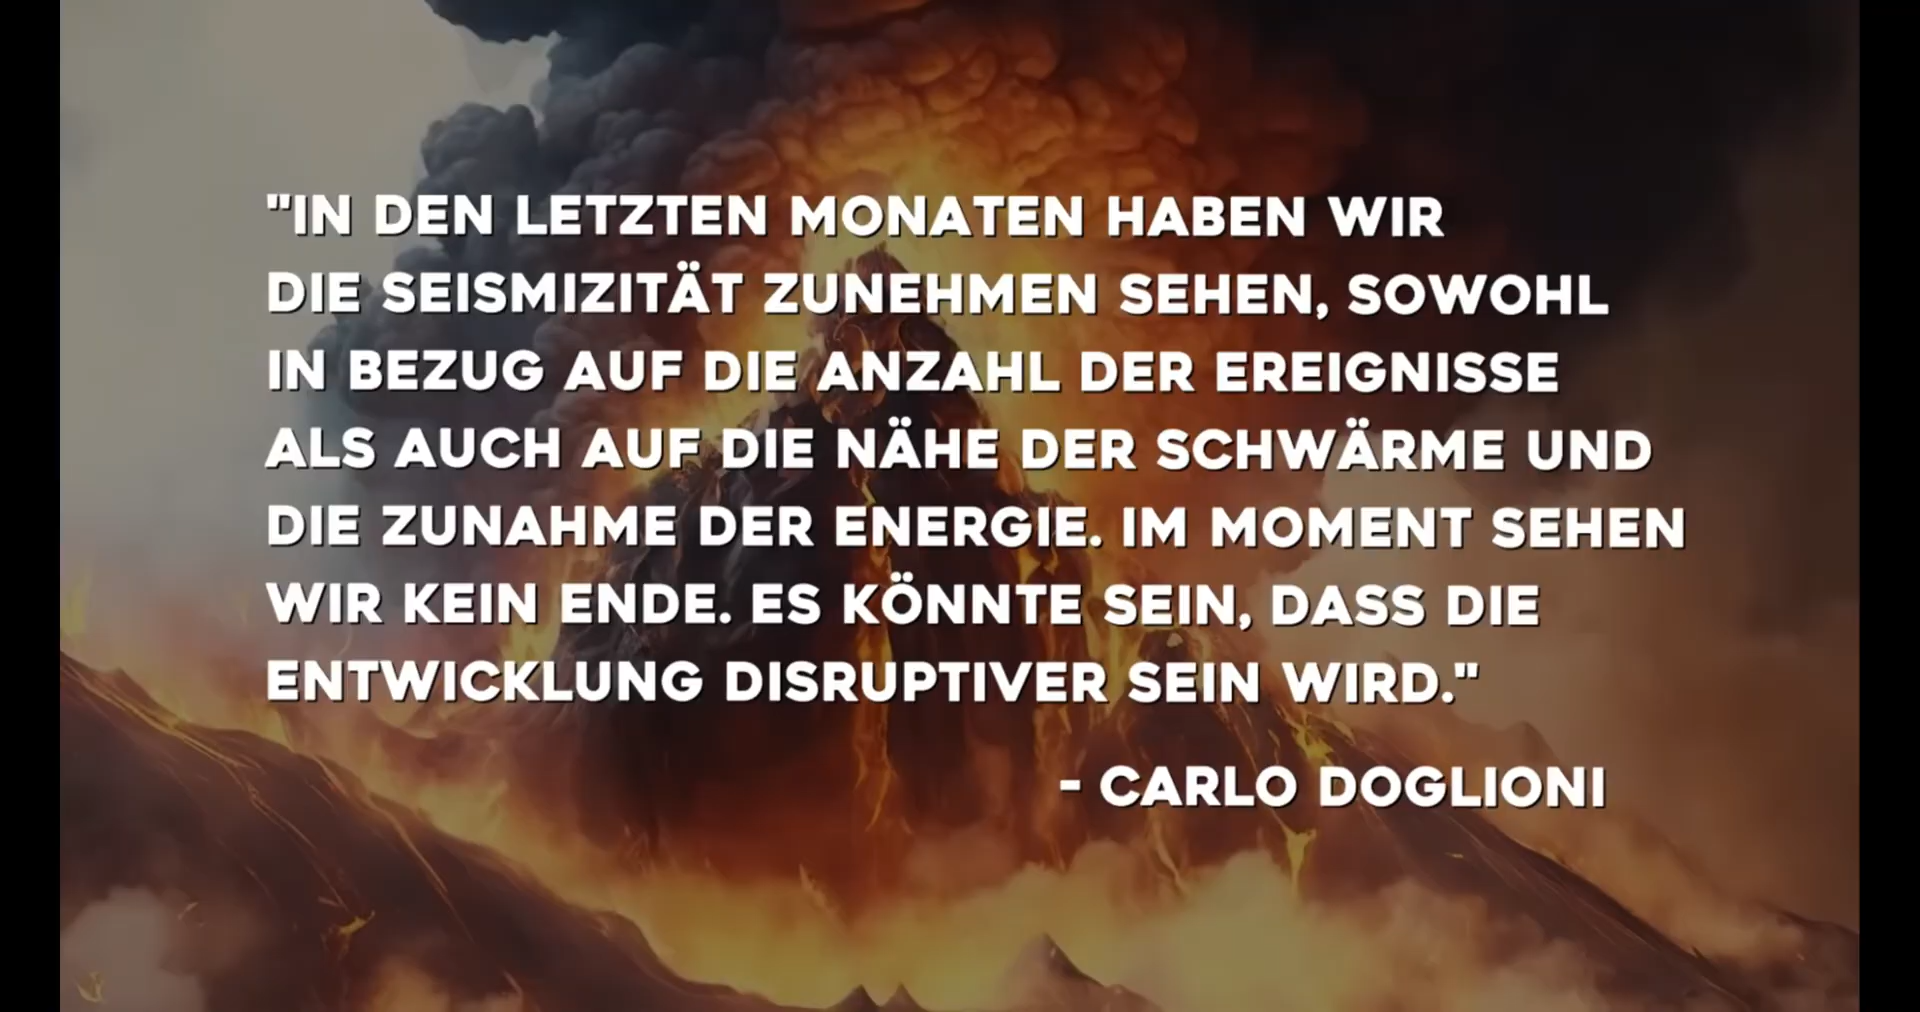 "IN DEN LETZTEN MONATEN HABEN WIR
DIE SEISMIZITÄT ZUNEHMEN SEHEN, SOWOHL
IN BEZUG AUF DIE ANZAHL DER EREIGNISSE
ALS AUCH AUF DIE NÄHE DER SCHWÄRME UND
DIE ZUNAHME DER ENERGIE. IM MOMENT SEHEN
WIR KEIN ENDE. ES KÖNNTE SEIN, DASS DIE
ENTWICKLUNG DISRUPTIVER SEIN WIRD."
- CARLO DOGLIONI